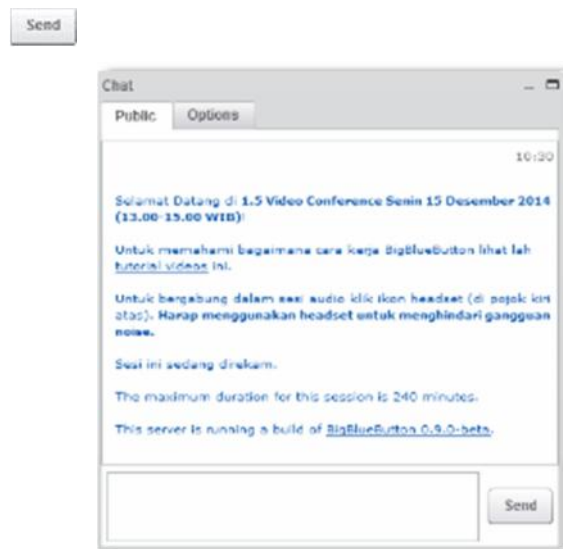 Send
Chat
Public Options
10:30
Selamat Datang di 1.5 Video Conference Senin 15 Desember 2014
(13.00-15.00 WIB)!
Untuk memahami bagaimana cara kerja BigBlueButton lihat lah
tutorial videos ini.
Untuk bergabung dalam sesi audio klik ikon headset (di pojok kiri
atas). Harap menggunakan headset untuk menghindari gangguan
noise.
Sesi ini sedang direkam.
The maximum duration for this session is 240 minutes.
This server is running a build of BigBlueButton 0.9.0-beta.
Send